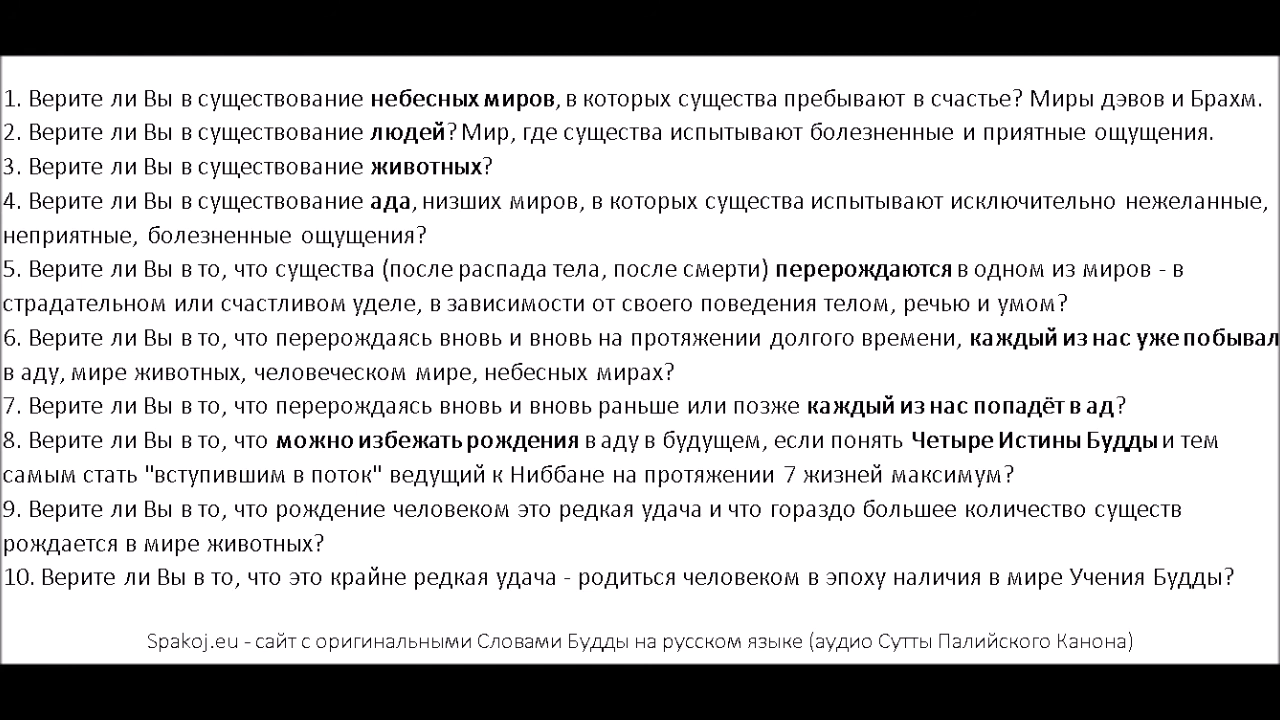 1. Верите ли Вы в существование небесных миров, в которых существа пребывают в счастье? Миры дэвов и Брахм.
2. Верите ли Вы в существование людей? Мир, где существа испытывают болезненные и приятные ощущения.
3. Верите ли Вы в существование животных?
4. Верите ли Вы в существование ада, низших миров, в которых существа испытывают исключительно нежеланные,
неприятные, болезненные ощущения?
5. Верите ли Вы в то, что существа (после распада тела, после смерти) перерождаются в одном из миров - в
страдательном или счастливом уделе, в зависимости от своего поведения телом, речью и умом?
6. Верите ли Вы в то, что перерождаясь вновь и вновь на протяжении долгого времени, каждый из нас уже побывал
в аду, мире животных, человеческом мире, небесных мирах?
7. Верите ли Вы в то, что перерождаясь вновь и вновь раньше или позже каждый из нас попадёт в ад?
8. Верите ли Вы в то, что можно избежать рождения в аду в будущем, если понять Четыре Истины Будды и тем
самым стать "вступившим в поток" ведущий к Ниббане на протяжении 7 жизней максимум?
9. Верите ли Вы в то, что рождение человеком это редкая удача и что гораздо большее количество существ
рождается в мире животных?
10. Верите ли Вы в то, что это крайне редкая удача - родиться человеком в эпоху наличия в мире Учения Будды?
Spakoj.eu - сайт с оригинальными Словами Будды на русском языке (аудио Сутты Палийского Канона)